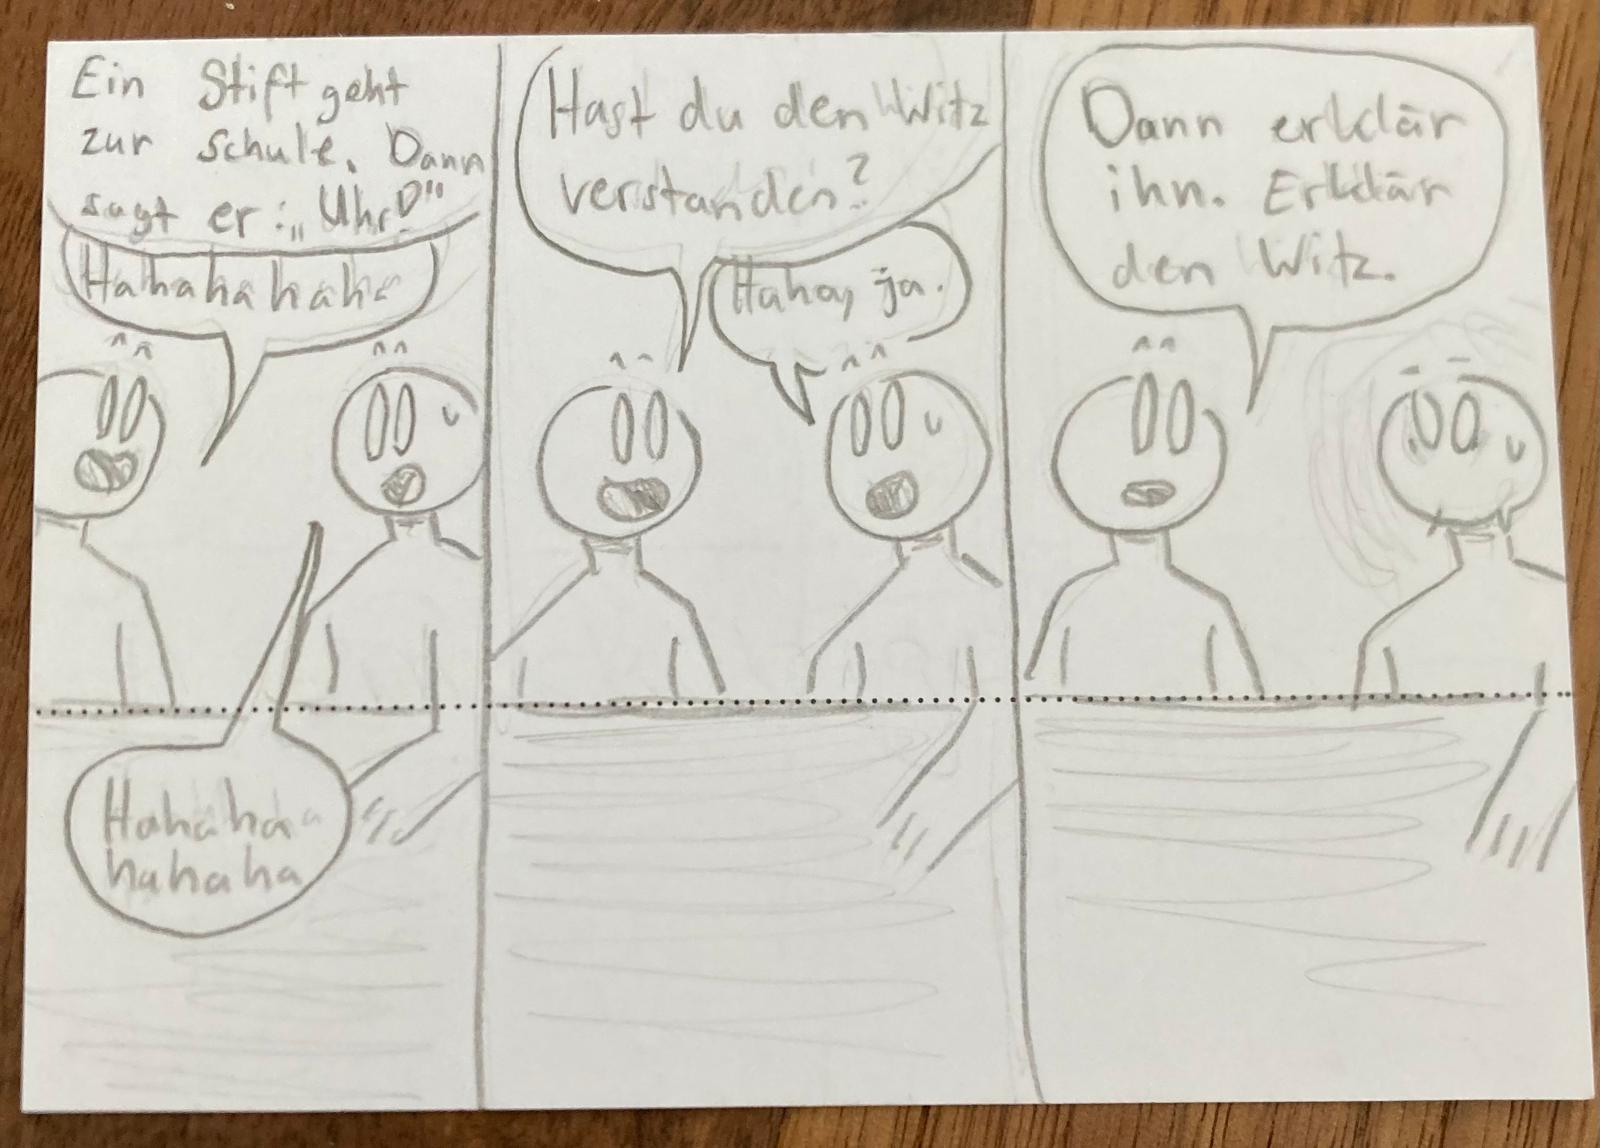 Ein Stift geht
zur Schule. Dann
sagt er: „Uhr!"
Hahahahaha
Hahaha
hahaha
Hast du den Witz
verstanden?
Haha, ja.
Dann erklär
ihn. Erklär
den Witz.